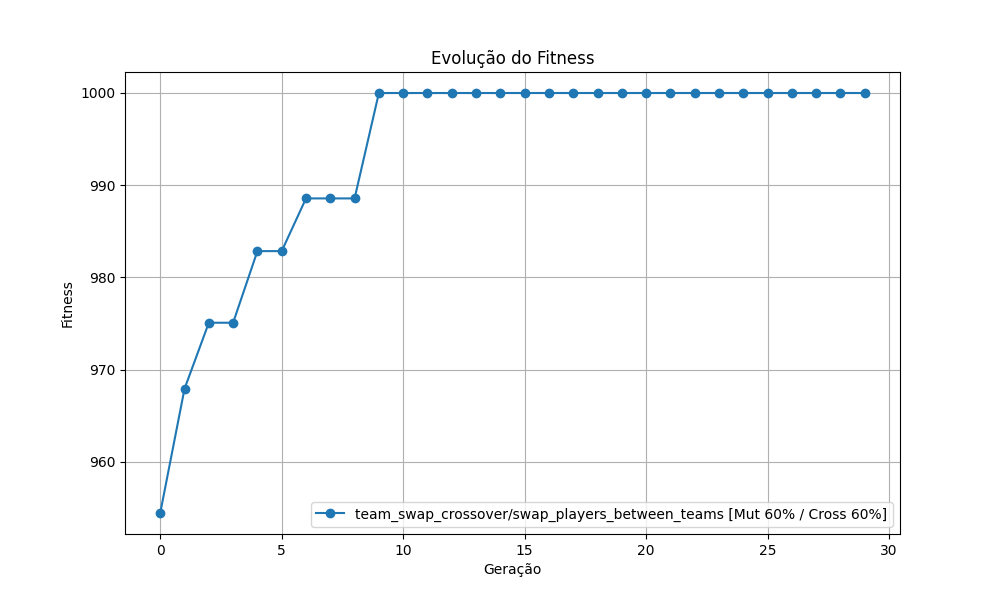 Evolução do Fitness
1000
990
980
970
960
Fitness
team_swap_crossover/swap_players_between_teams [Mut 60% / Cross 60%]
0 5 10 15 20 25 30
Geração